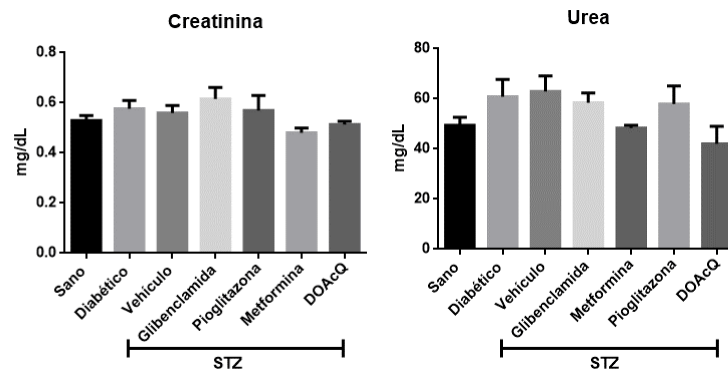 Creatinina
0.8
0.6
0.4
0.2
0.0
mg/dL
Sano
Diabético
Vehículo
Glibenclamida
Pioglitazona
Metformina
DOAcQ
STZ
Urea
80
60
40
20
0
mg/dL
Sano
Diabético
Vehículo
Glibenclamida
Metformina
Pioglitazona
DOAcQ
STZ